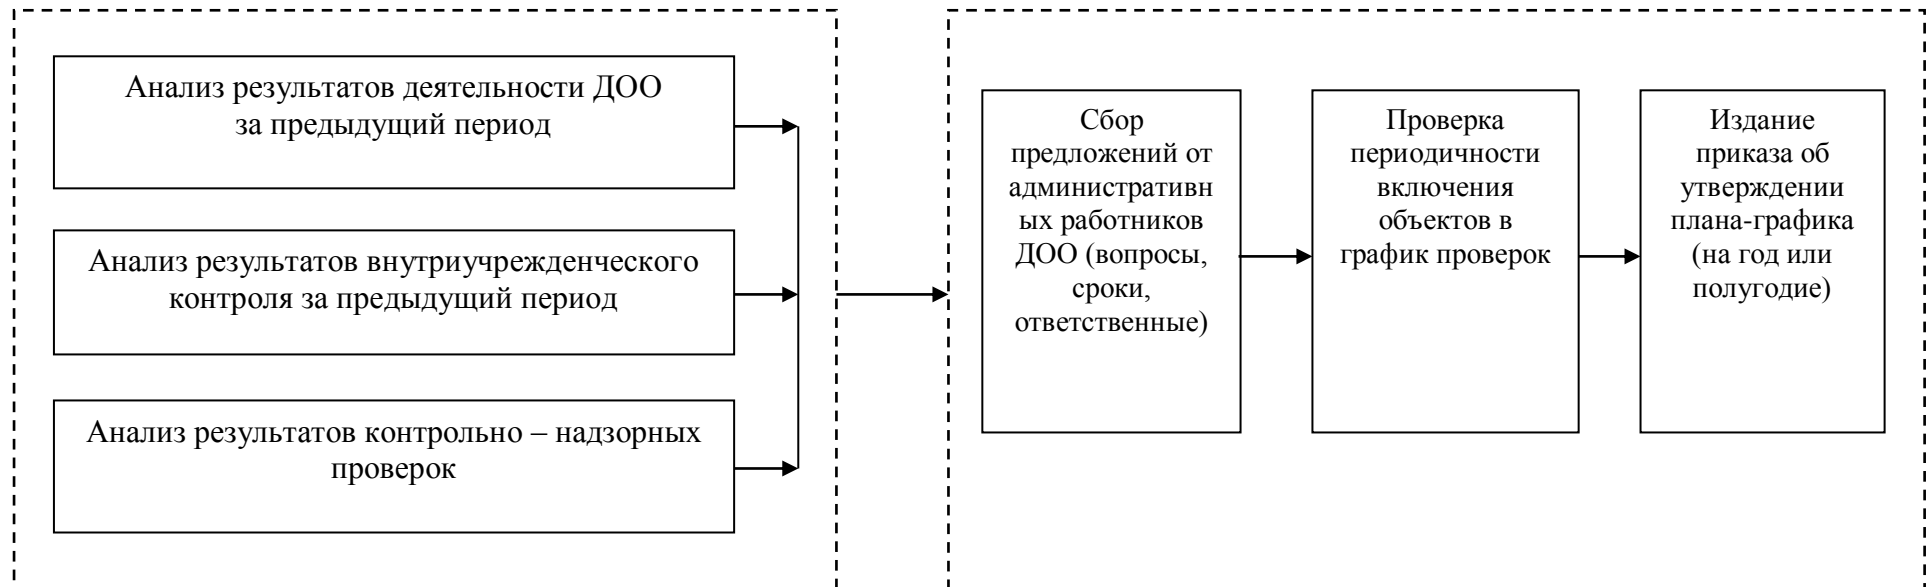 Анализ результатов деятельности ДОО
за предыдущий период
Анализ результатов внутриучрежденческого
контроля за предыдущий период
Анализ результатов контрольно – надзорных
проверок
Сбор
предложений от
административн
ых работников
ДОО (вопросы,
сроки,
ответственные)
Проверка
периодичности
включения
объектов в
график проверок
Издание
приказа об
утверждении
плана-графика
(на год или
полугодие)